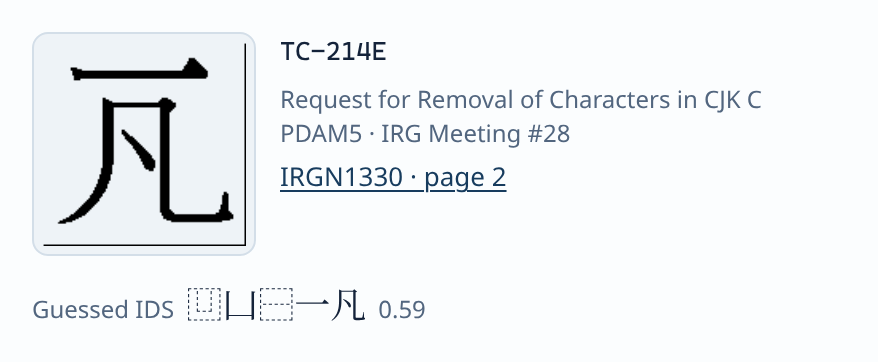 TC-214E
Request for Removal of Characters in CJK C
PDAM5 · IRG Meeting #28
IRGN1330 · page 2
Guessed IDS ⿶凵⿱一凡 0.59